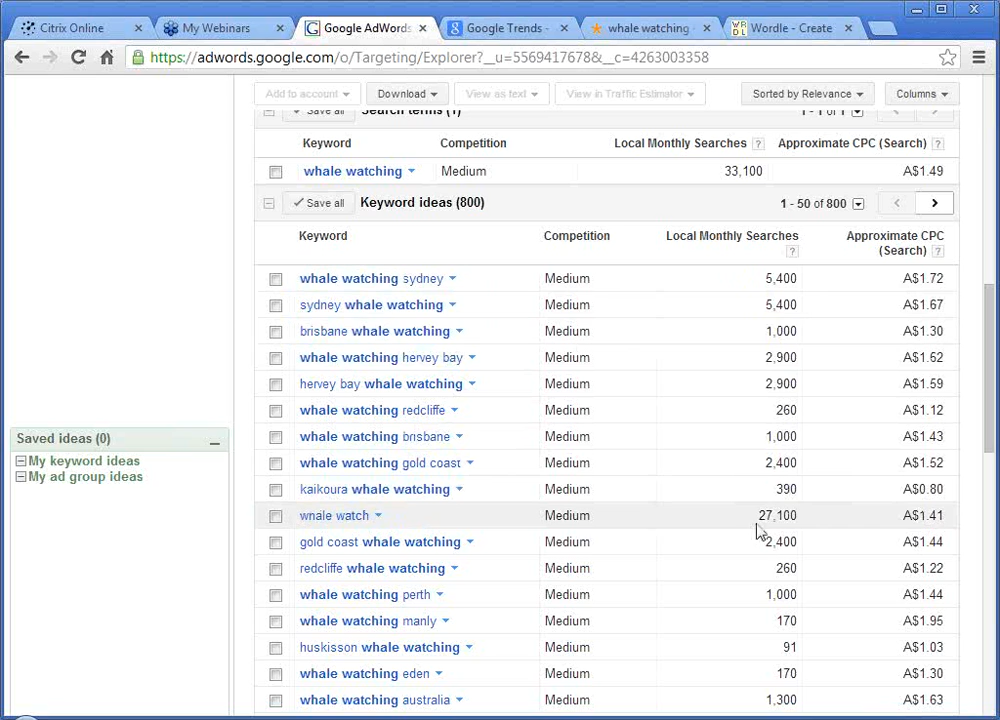 Citrix Online
My Webinars
Google AdWords
Google Trends -
whale watching
Wordle - Create
https://adwords.google.com/o/Targeting/Explorer?__u=5569417678&__c=4263003358
Add to account Download View as text View in Traffic Estimator Sorted by Relevance Columns
Save all Search terms (1) 1 - 1 of 1
Keyword Competition Local Monthly Searches ? Approximate CPC (Search) ?
whale watching Medium 33,100 A$1.49
Save all Keyword ideas (800) 1 - 50 of 800
Keyword Competition Local Monthly Searches ? Approximate CPC (Search) ?
whale watching sydney Medium 5,400 A$1.72
sydney whale watching Medium 5,400 A$1.67
brisbane whale watching Medium 1,000 A$1.30
whale watching hervey bay Medium 2,900 A$1.62
hervey bay whale watching Medium 2,900 A$1.59
whale watching redcliffe Medium 260 A$1.12
whale watching brisbane Medium 1,000 A$1.43
whale watching gold coast Medium 2,400 A$1.52
kaikoura whale watching Medium 390 A$0.80
whale watch Medium 27,100 A$1.41
gold coast whale watching Medium 2,400 A$1.44
redcliffe whale watching Medium 260 A$1.22
whale watching perth Medium 1,000 A$1.44
whale watching manly Medium 170 A$1.95
huskisson whale watching Medium 91 A$1.03
whale watching eden Medium 170 A$1.30
whale watching australia Medium 1,300 A$1.63
Saved ideas (0)
My keyword ideas
My ad group ideas